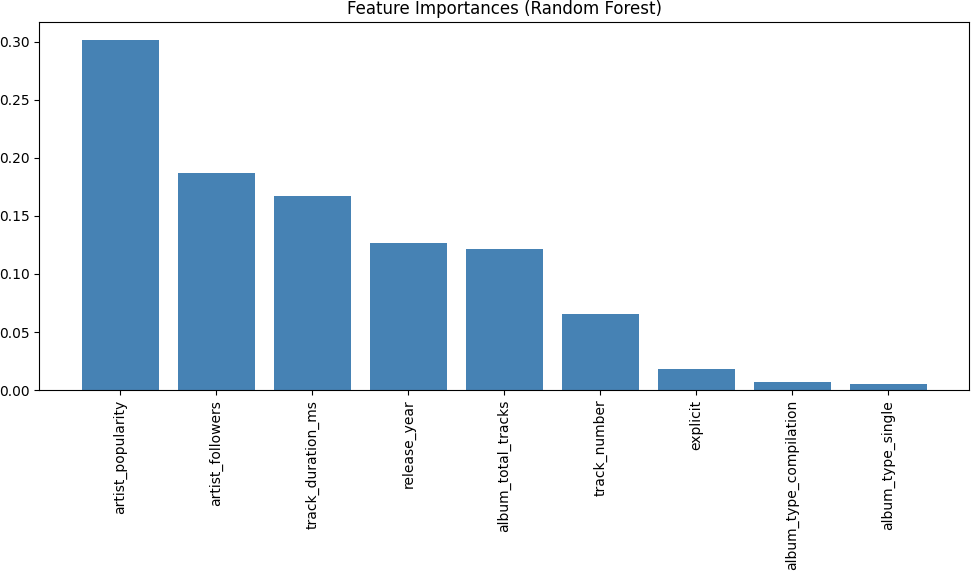 Feature Importances (Random Forest)
0.30
0.25
0.20
0.15
0.10
0.05
0.00
artist_popularity
artist_followers
track_duration_ms
release_year
album_total_tracks
track_number
explicit
album_type_compilation
album_type_single